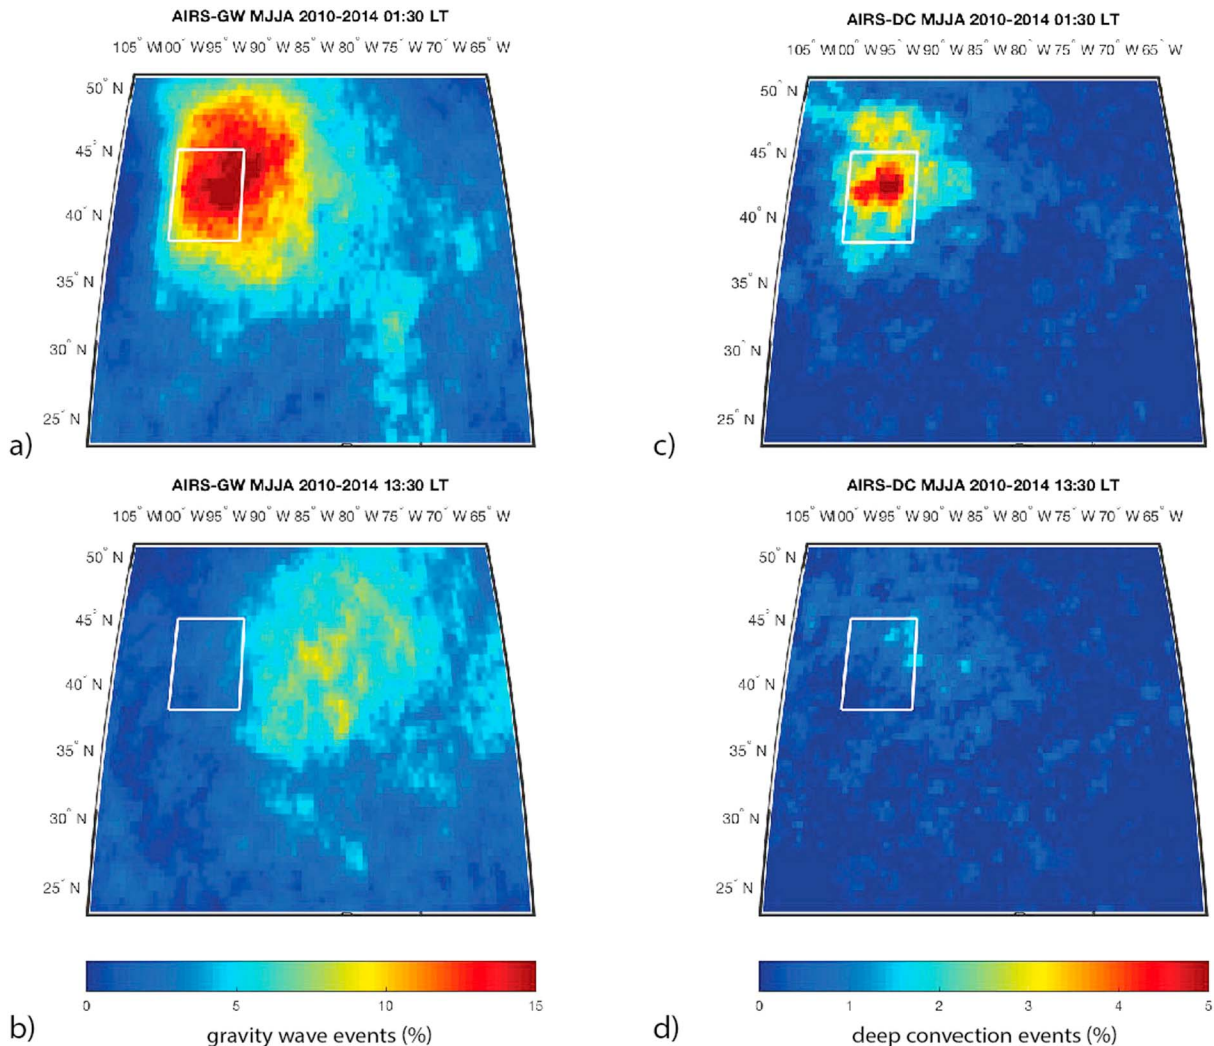 AIRS-GW MJJA 2010-2014 01:30 LT
105° W100° W95° W90° W85° W80° W75° W70° W65° W
50° N
45° N
40° N
35° N
30° N
25° N
a)
AIRS-DC MJJA 2010-2014 01:30 LT
105° W100° W95° W90° W85° W80° W75° W70° W65° W
50° N
45° N
40° N
35° N
30° N
25° N
c)
AIRS-GW MJJA 2010-2014 13:30 LT
105° W100° W95° W90° W85° W80° W75° W70° W65° W
50° N
45° N
40° N
35° N
30° N
25° N
0 5 10 15
b) gravity wave events (%)
AIRS-DC MJJA 2010-2014 13:30 LT
105° W100° W95° W90° W85° W80° W75° W70° W65° W
50° N
45° N
40° N
35° N
30° N
25° N
0 1 2 3 4 5
d) deep convection events (%)